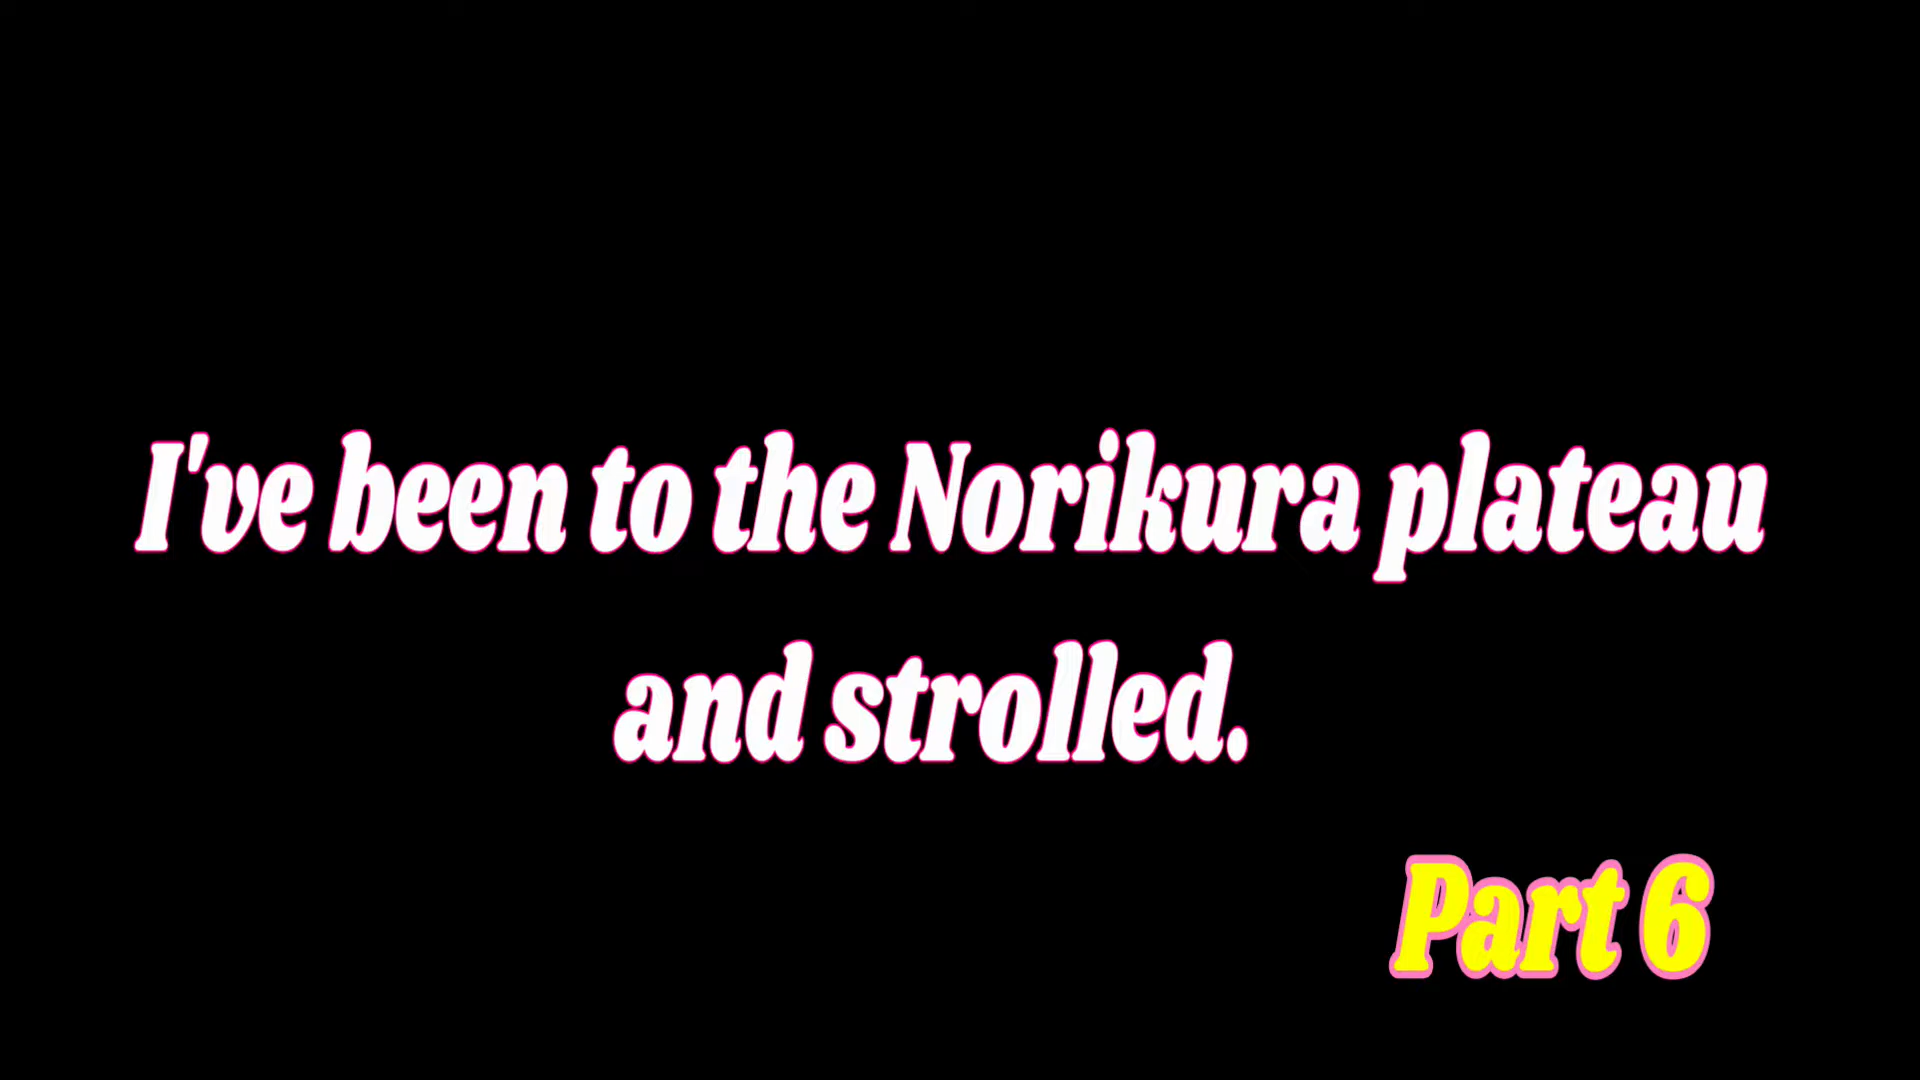 I've been to the Norikura plateau
and strolled.
Part 6